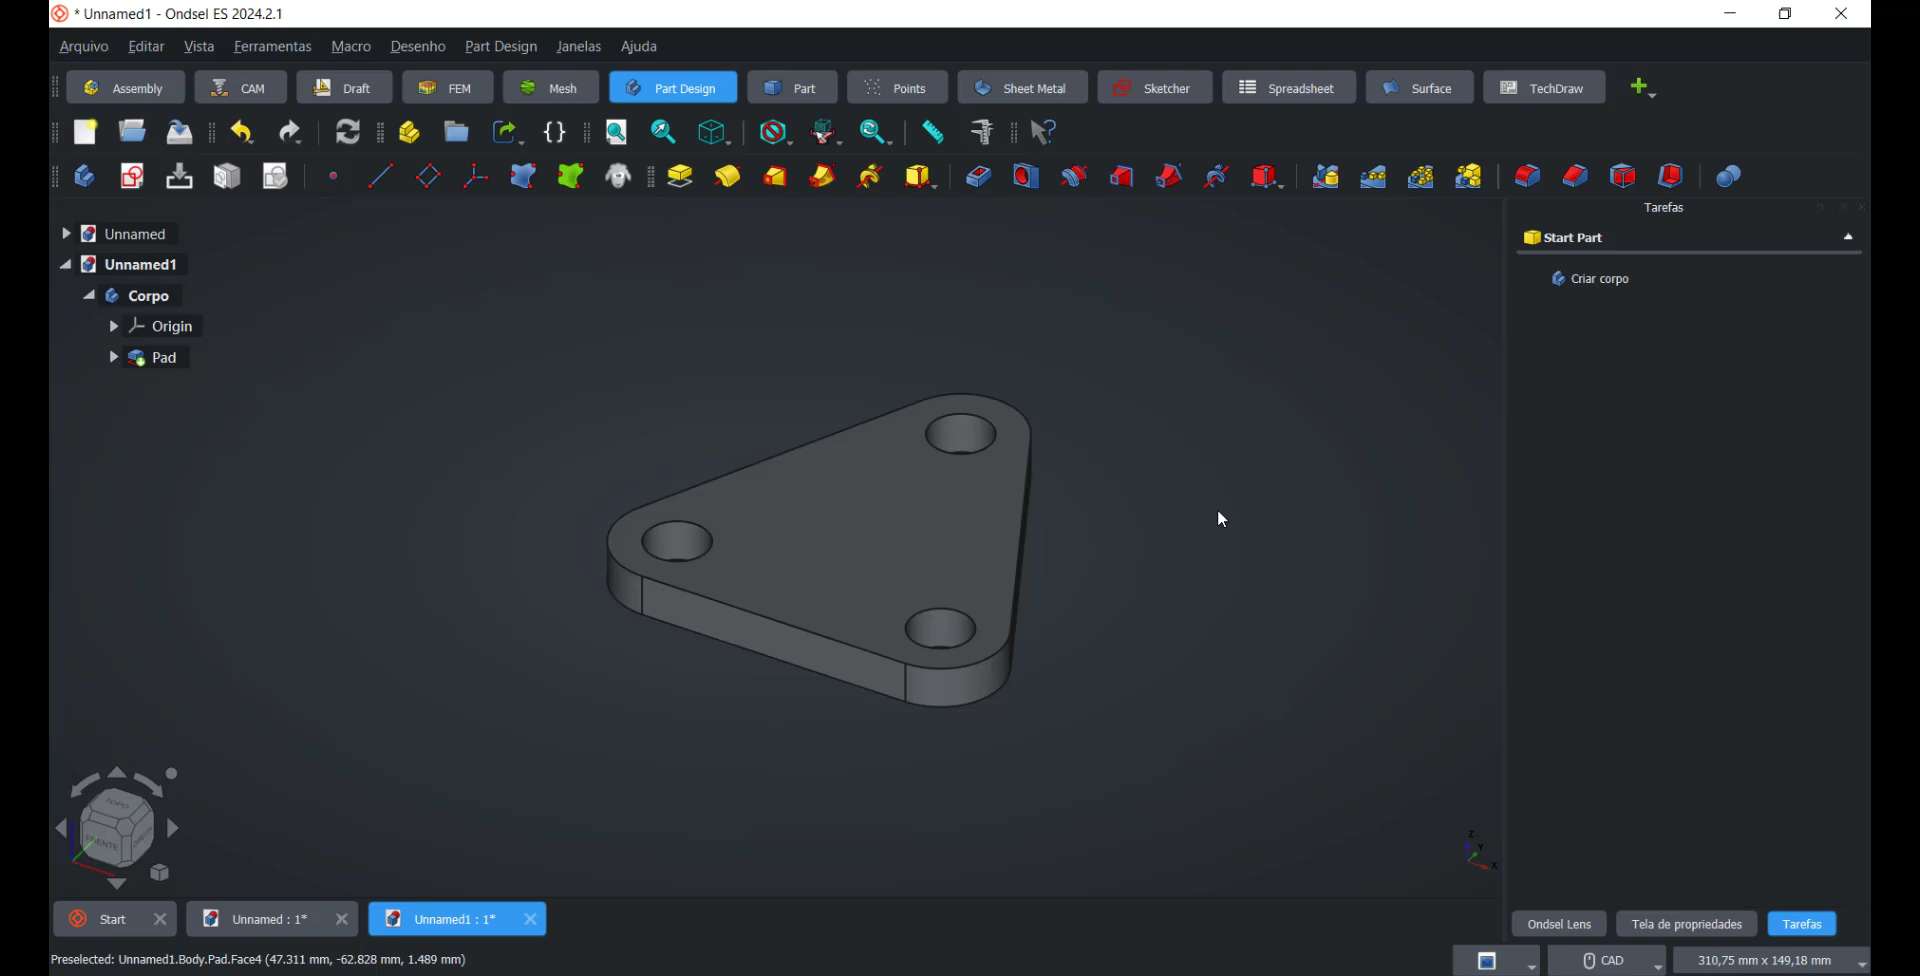 * Unnamed1 - Ondsel ES 2024.2.1
Arquivo Editar Vista Ferramentas Macro Desenho Part Design Janelas Ajuda
Assembly CAM Draft FEM Mesh Part Design Part Points Sheet Metal Sketcher Spreadsheet Surface TechDraw
Tarefas
Unnamed
Start Part
Unnamed1
Criar corpo
Corpo
Origin
Pad
TOPO
FRENTE
Z
Y
X
Start Unnamed : 1* Unnamed1 : 1*
Ondsel Lens Tela de propriedades Tarefas
Preselected: Unnamed1.Body.Pad.Face4 (47.311 mm, -62.828 mm, 1.489 mm)
CAD 310,75 mm x 149,18 mm